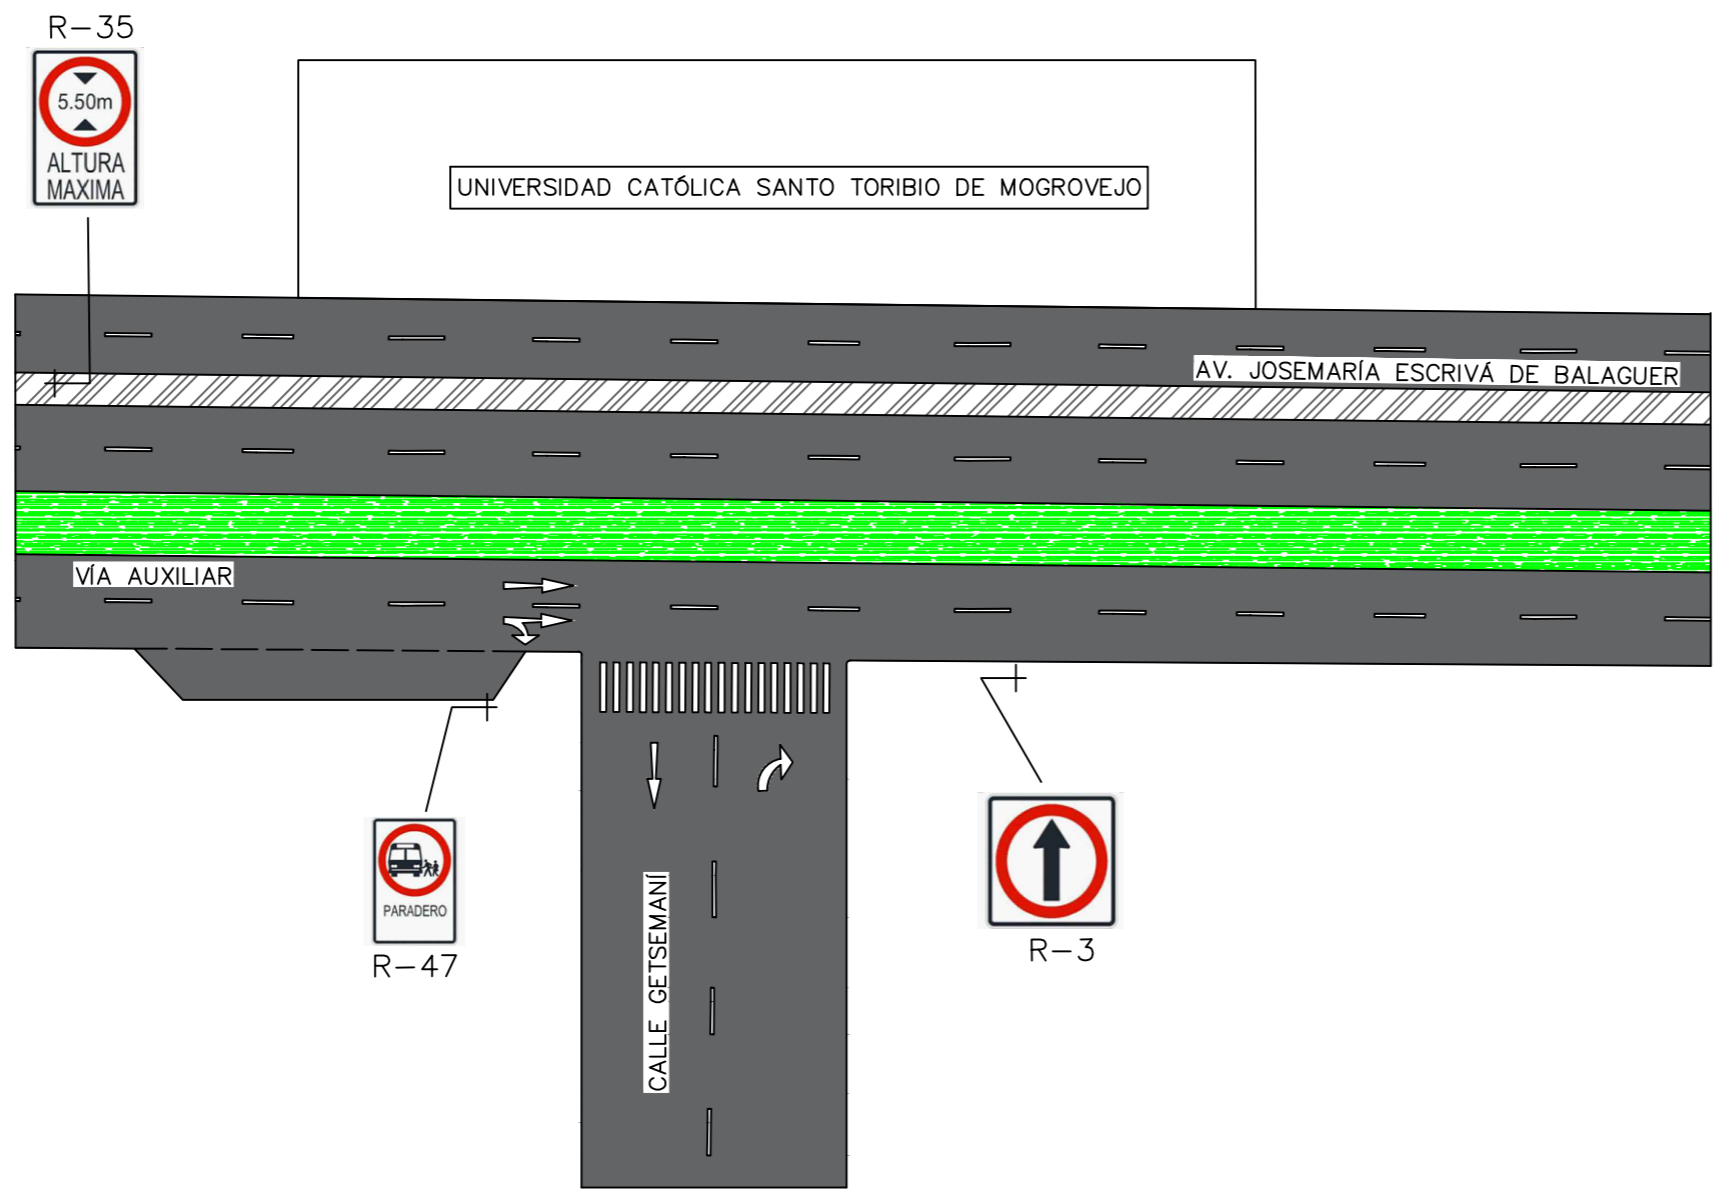 R-35
5.50m
ALTURA
MAXIMA
UNIVERSIDAD CATÓLICA SANTO TORIBIO DE MOGROVEJO
AV. JOSEMARÍA ESCRIVÁ DE BALAGUER
VÍA AUXILIAR
CALLE GETSEMANÍ
PARADERO
R-47
R-3